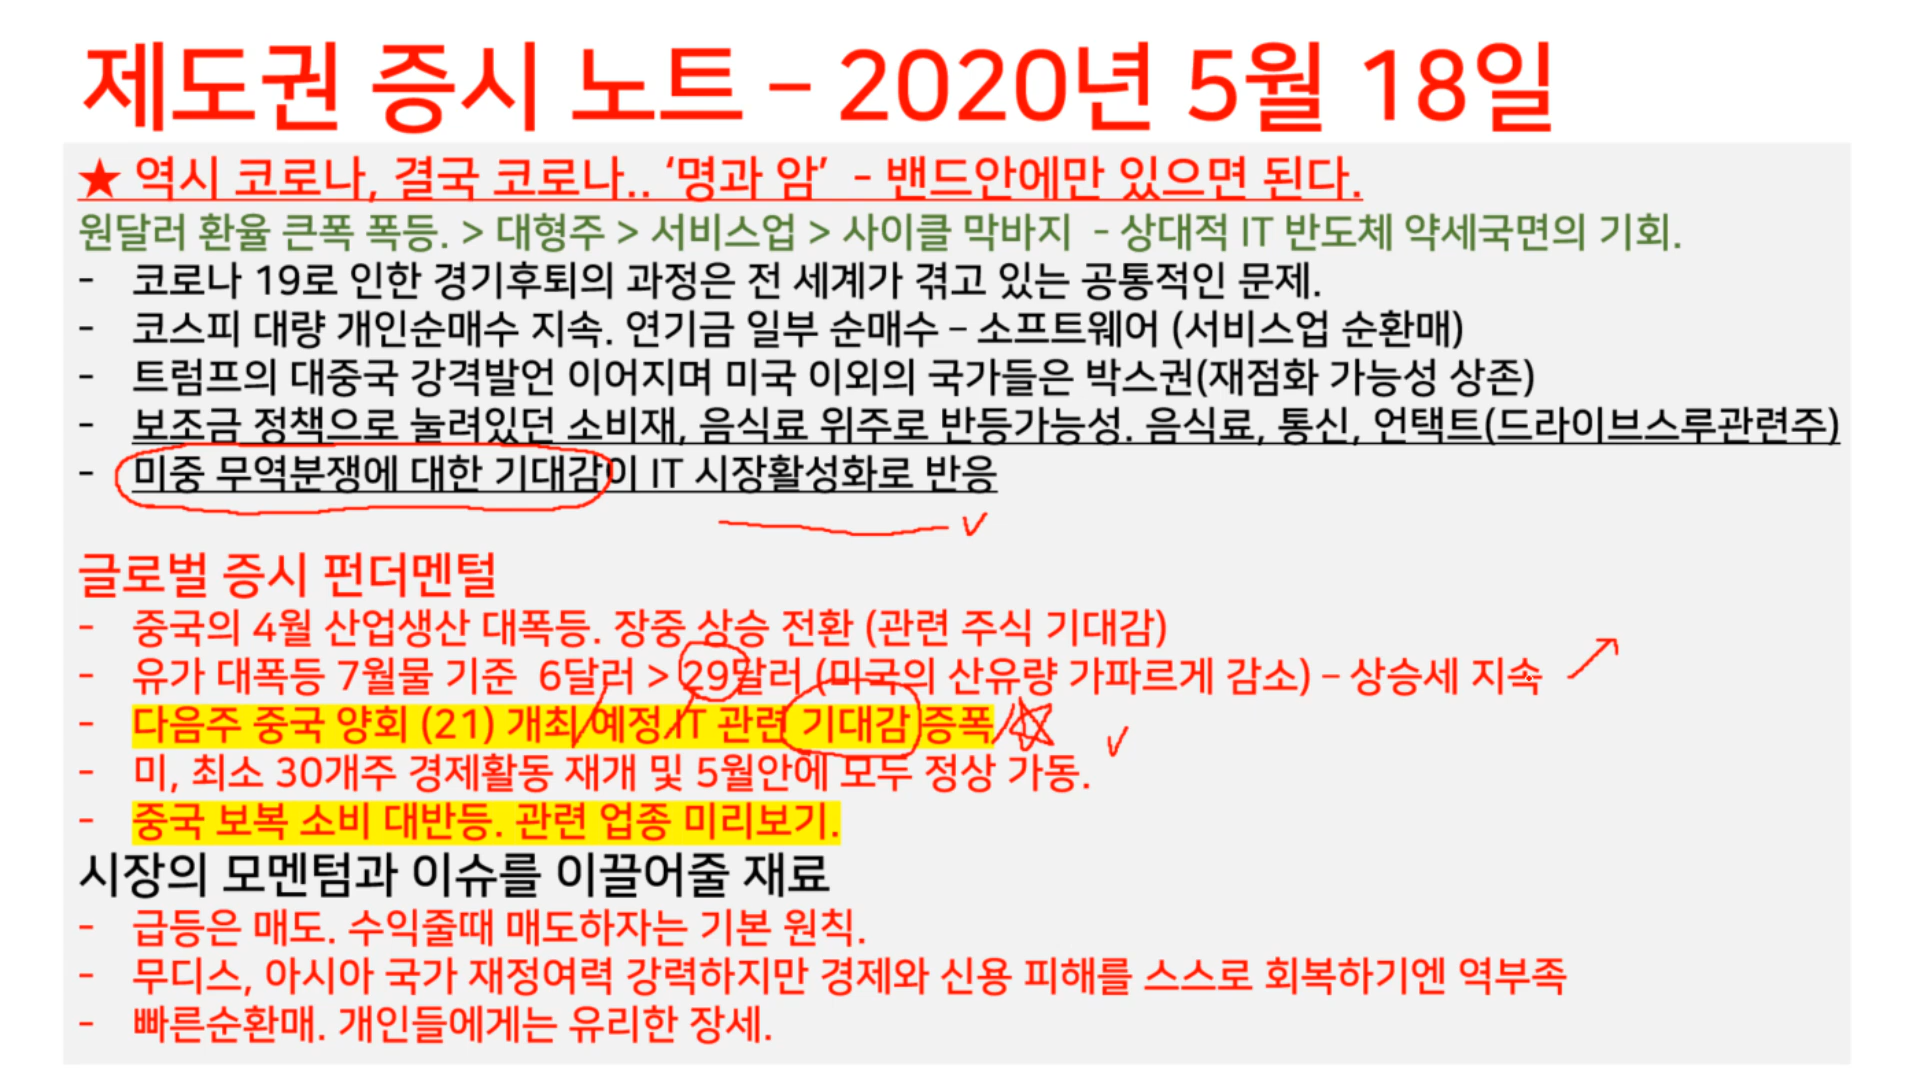 제도권 증시 노트 – 2020년 5월 18일
★ 역시 코로나, 결국 코로나.. ‘명과 암’ - 밴드안에만 있으면 된다.
원달러 환율 큰폭 폭등. > 대형주 > 서비스업 > 사이클 막바지 - 상대적 IT 반도체 약세국면의 기회.
- 코로나 19로 인한 경기후퇴의 과정은 전 세계가 겪고 있는 공통적인 문제.
- 코스피 대량 개인순매수 지속. 연기금 일부 순매수 – 소프트웨어 (서비스업 순환매)
- 트럼프의 대중국 강격발언 이어지며 미국 이외의 국가들은 박스권(재점화 가능성 상존)
- 보조금 정책으로 눌려있던 소비재, 음식료 위주로 반등가능성. 음식료, 통신, 언택트(드라이브스루관련주)
- 미중 무역분쟁에 대한 기대감이 IT 시장활성화로 반응
글로벌 증시 펀더멘털
- 중국의 4월 산업생산 대폭등. 장중 상승 전환 (관련 주식 기대감)
- 유가 대폭등 7월물 기준 6달러 > 29달러 (미국의 산유량 가파르게 감소) – 상승세 지속
- 다음주 중국 양회 (21) 개최 예정 IT 관련 기대감 증폭
- 미, 최소 30개주 경제활동 재개 및 5월안에 모두 정상 가동.
- 중국 보복 소비 대반등. 관련 업종 미리보기.
시장의 모멘텀과 이슈를 이끌어줄 재료
- 급등은 매도. 수익줄때 매도하자는 기본 원칙.
- 무디스, 아시아 국가 재정여력 강력하지만 경제와 신용 피해를 스스로 회복하기엔 역부족
- 빠른순환매. 개인들에게는 유리한 장세.